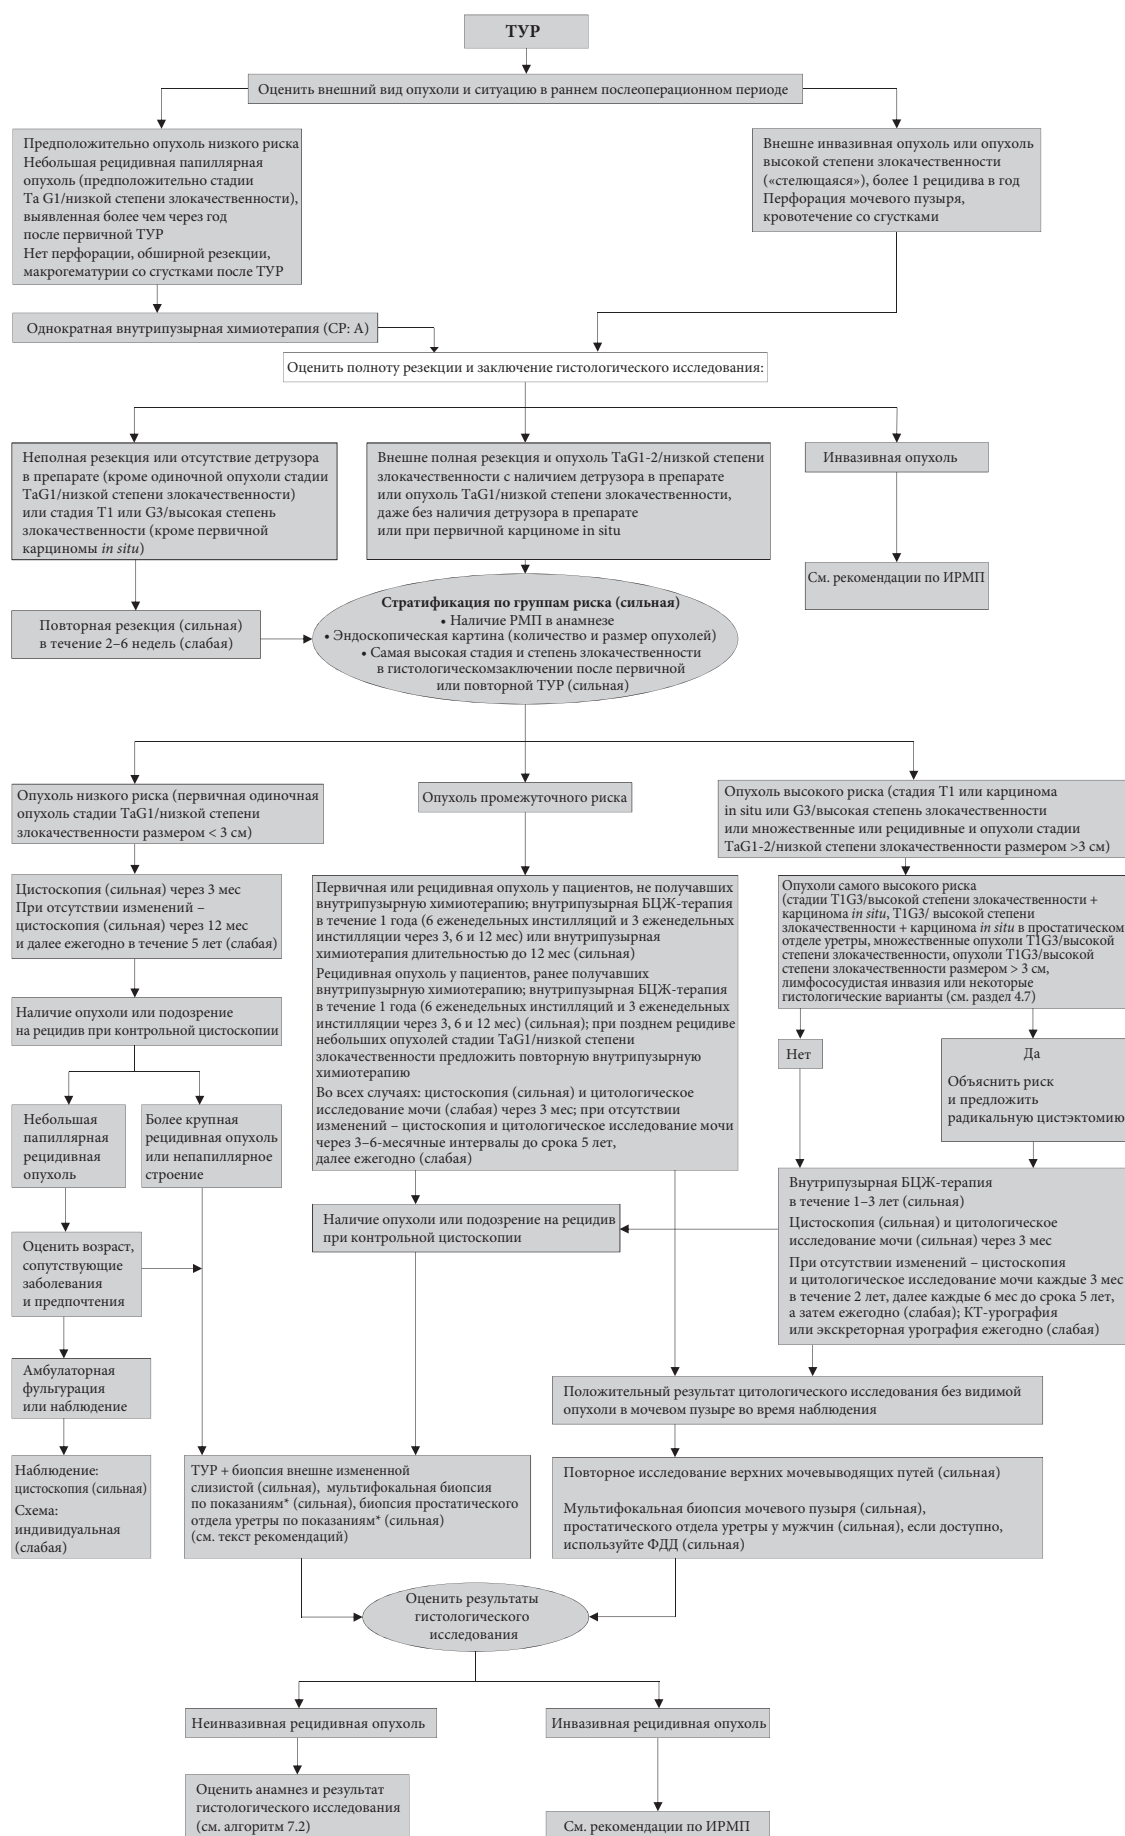 ТУР
Оценить внешний вид опухоли и ситуацию в раннем послеоперационном периоде
Предположительно опухоль низкого риска
Небольшая рецидивная папиллярная
опухоль (предположительно стадии
Ta G1/низкой степени злокачественности),
выявленная более чем через год
после первичной ТУР
Нет перфорации, обширной резекции,
макрогематурии со сгустками после ТУР
Внешне инвазивная опухоль или опухоль
высокой степени злокачественности
(«стелющаяся»), более 1 рецидива в год
Перфорация мочевого пузыря,
кровотечение со сгустками
Однократная внутрипузырная химиотерапия (СР: А)
Оценить полноту резекции и заключение гистологического исследования:
Неполная резекция или отсутствие детрузора
в препарате (кроме одиночной опухоли стадии
TaG1/низкой степени злокачественности)
или стадия T1 или G3/высокая степень
злокачественности (кроме первичной
карциномы in situ)
Внешне полная резекция и опухоль TaG1-2/низкой степени
злокачественности с наличием детрузора в препарате
или опухоль TaG1/низкой степени злокачественности,
даже без наличия детрузора в препарате
или при первичной карциноме in situ
Инвазивная опухоль
См. рекомендации по ИРМП
Повторная резекция (сильная)
в течение 2–6 недель (слабая)
Стратификация по группам риска (сильная)
• Наличие РМП в анамнезе
• Эндоскопическая картина (количество и размер опухолей)
• Самая высокая стадия и степень злокачественности
в гистологическомзаключении после первичной
или повторной ТУР (сильная)
Опухоль низкого риска (первичная одиночная
опухоль стадии TaG1/низкой степени
злокачественности размером < 3 см)
Опухоль промежуточного риска
Опухоль высокого риска (стадия T1 или карцинома
in situ или G3/высокая степень злокачественности
или множественные или рецидивные и опухоли стадии
TaG1-2/низкой степени злокачественности размером >3 см)
Цистоскопия (сильная) через 3 мес
При отсутствии изменений –
цистоскопия (сильная) через 12 мес
и далее ежегодно в течение 5 лет (слабая)
Первичная или рецидивная опухоль у пациентов, не получавших
внутрипузырную химиотерапию; внутрипузырная БЦЖ-терапия
в течение 1 года (6 еженедельных инстилляций и 3 еженедельных
инстилляции через 3, 6 и 12 мес) или внутрипузырная
химиотерапия длительностью до 12 мес (сильная)
Рецидивная опухоль у пациентов, ранее получавших
внутрипузырную химиотерапию; внутрипузырная БЦЖ-терапия
в течение 1 года (6 еженедельных инстилляций и 3 еженедельных
инстилляции через 3, 6 и 12 мес) (сильная); при позднем рецидиве
небольших опухолей стадии TaG1/низкой степени
злокачественности предложить повторную внутрипузырную
химиотерапию
Во всех случаях: цистоскопия (сильная) и цитологическое
исследование мочи (слабая) через 3 мес; при отсутствии
изменений – цистоскопия и цитологическое исследование мочи
через 3–6-месячные интервалы до срока 5 лет,
далее ежегодно (слабая)
Опухоли самого высокого риска
(стадии T1G3/высокой степени злокачественности +
карцинома in situ, T1G3/ высокой степени
злокачественности + карцинома in situ в простатическом
отделе уретры, множественные опухоли T1G3/высокой
степени злокачественности, опухоли T1G3/высокой
степени злокачественности размером > 3 см,
лимфососудистая инвазия или некоторые
гистологические варианты (см. раздел 4.7)
Наличие опухоли или подозрение
на рецидив при контрольной цистоскопии
Нет
Да
Объяснить риск
и предложить
радикальную цистэктомию
Небольшая
папиллярная
рецидивная
опухоль
Более крупная
рецидивная опухоль
или непапиллярное
строение
Внутрипузырная БЦЖ-терапия
в течение 1–3 лет (сильная)
Цистоскопия (сильная) и цитологическое
исследование мочи (сильная) через 3 мес
При отсутствии изменений – цистоскопия
и цитологическое исследование мочи каждые 3 мес
в течение 2 лет, далее каждые 6 мес до срока 5 лет,
а затем ежегодно (слабая); КТ-урография
или экскреторная урография ежегодно (слабая)
Наличие опухоли или подозрение на рецидив
при контрольной цистоскопии
Оценить возраст,
сопутствующие
заболевания
и предпочтения
Амбулаторная
фульгурация
или наблюдение
Положительный результат цитологического исследования без видимой
опухоли в мочевом пузыре во время наблюдения
Наблюдение:
цистоскопия (сильная)
Схема:
индивидуальная
(слабая)
ТУР + биопсия внешне измененной
слизистой (сильная), мультифокальная биопсия
по показаниям* (сильная), биопсия простатического
отдела уретры по показаниям* (сильная)
(см. текст рекомендаций)
Повторное исследование верхних мочевыводящих путей (сильная)
Мультифокальная биопсия мочевого пузыря (сильная),
простатического отдела уретры у мужчин (сильная), если доступно,
используйте ФДД (сильная)
Оценить результаты
гистологического
исследования
Неинвазивная рецидивная опухоль
Инвазивная рецидивная опухоль
Оценить анамнез и результат
гистологического исследования
(см. алгоритм 7.2)
См. рекомендации по ИРМП